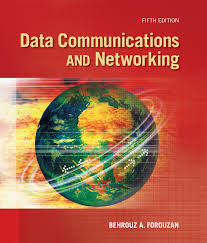 FIFTH EDITION
Data Communications
AND Networking
BEHROUZ A. FOROUZAN